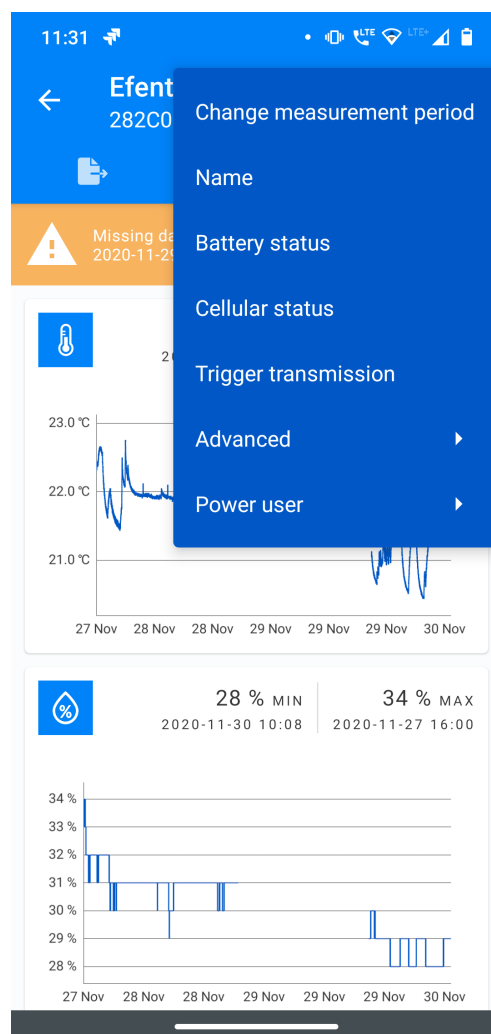 11:31
LTE LTE+
Efent
282C0
Change measurement period
Name
Battery status
Cellular status
Trigger transmission
Advanced
Power user
Missing da
2020-11-29
2
23.0 ℃
22.0 ℃
21.0 ℃
27 Nov 28 Nov 28 Nov 29 Nov 29 Nov 29 Nov 30 Nov
%
28 % MIN 34 % MAX
2020-11-30 10:08 2020-11-27 16:00
34 %
33 %
32 %
31 %
30 %
29 %
28 %
27 Nov 28 Nov 28 Nov 29 Nov 29 Nov 29 Nov 30 Nov